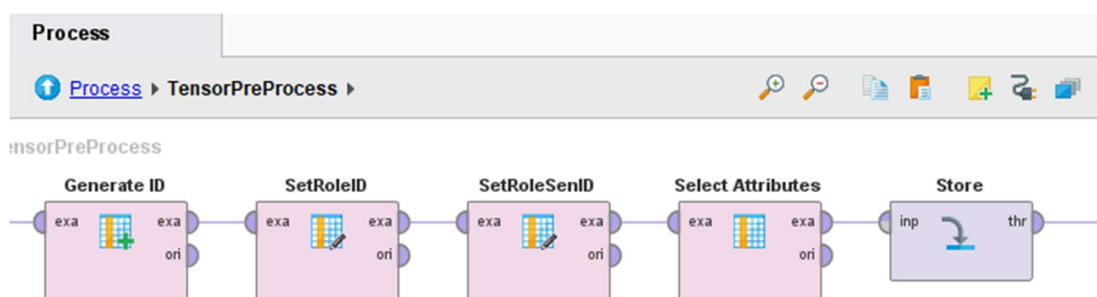 Process
Process ▸ TensorPreProcess ▸
ensorPreProcess
Generate ID SetRoleID SetRoleSenID Select Attributes Store
exa exa exa exa exa exa exa exa inp thr
ori ori ori ori